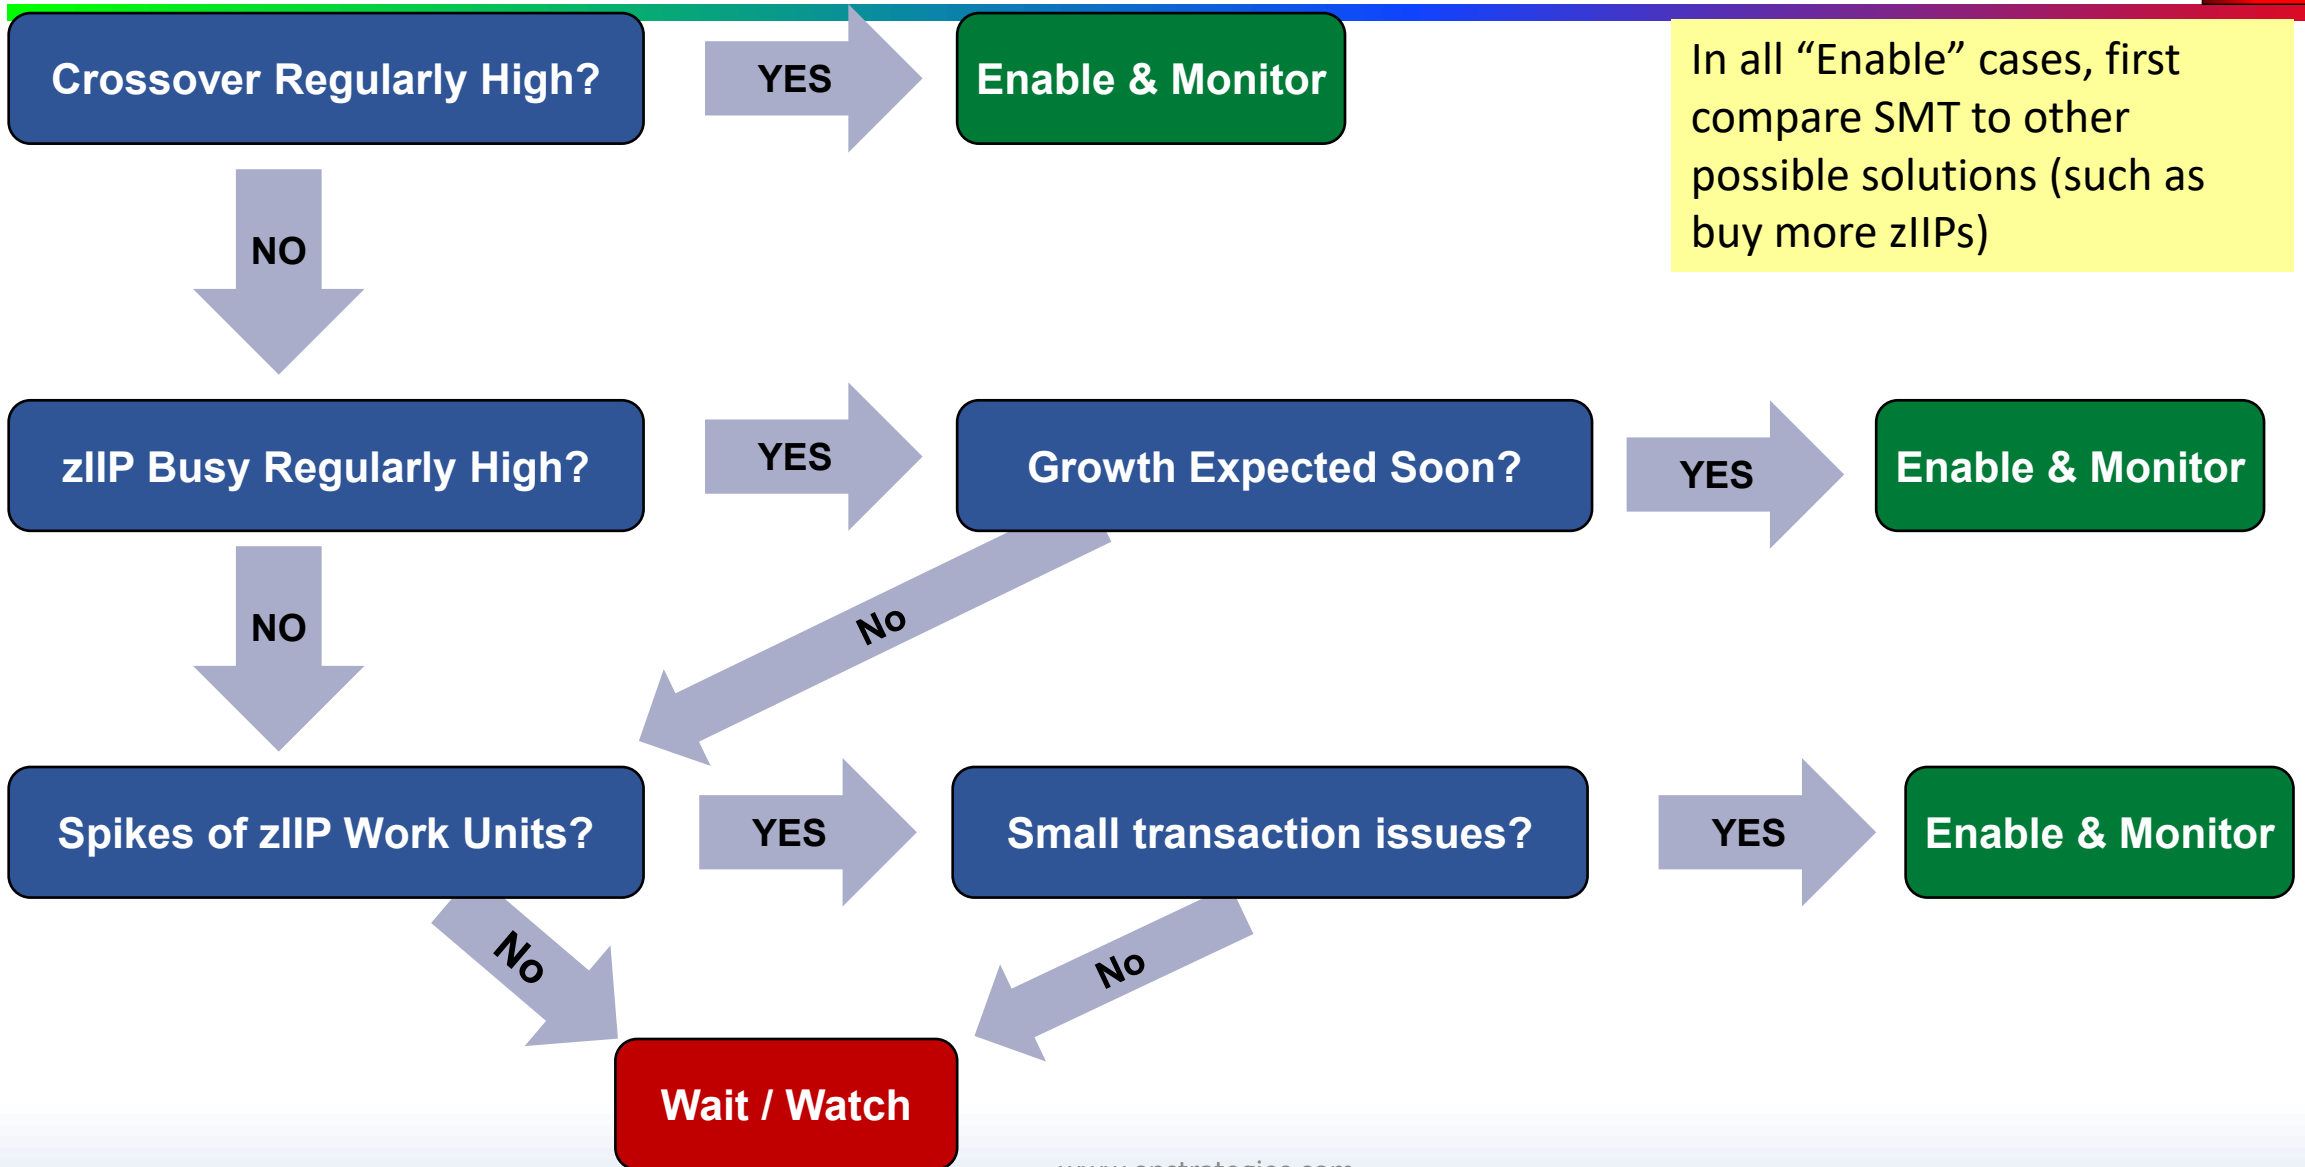 Crossover Regularly High?
YES
Enable & Monitor
In all “Enable” cases, first
compare SMT to other
possible solutions (such as
buy more zIIPs)
NO
zIIP Busy Regularly High?
YES
Growth Expected Soon?
YES
Enable & Monitor
NO
No
Spikes of zIIP Work Units?
YES
Small transaction issues?
YES
Enable & Monitor
No
No
Wait / Watch